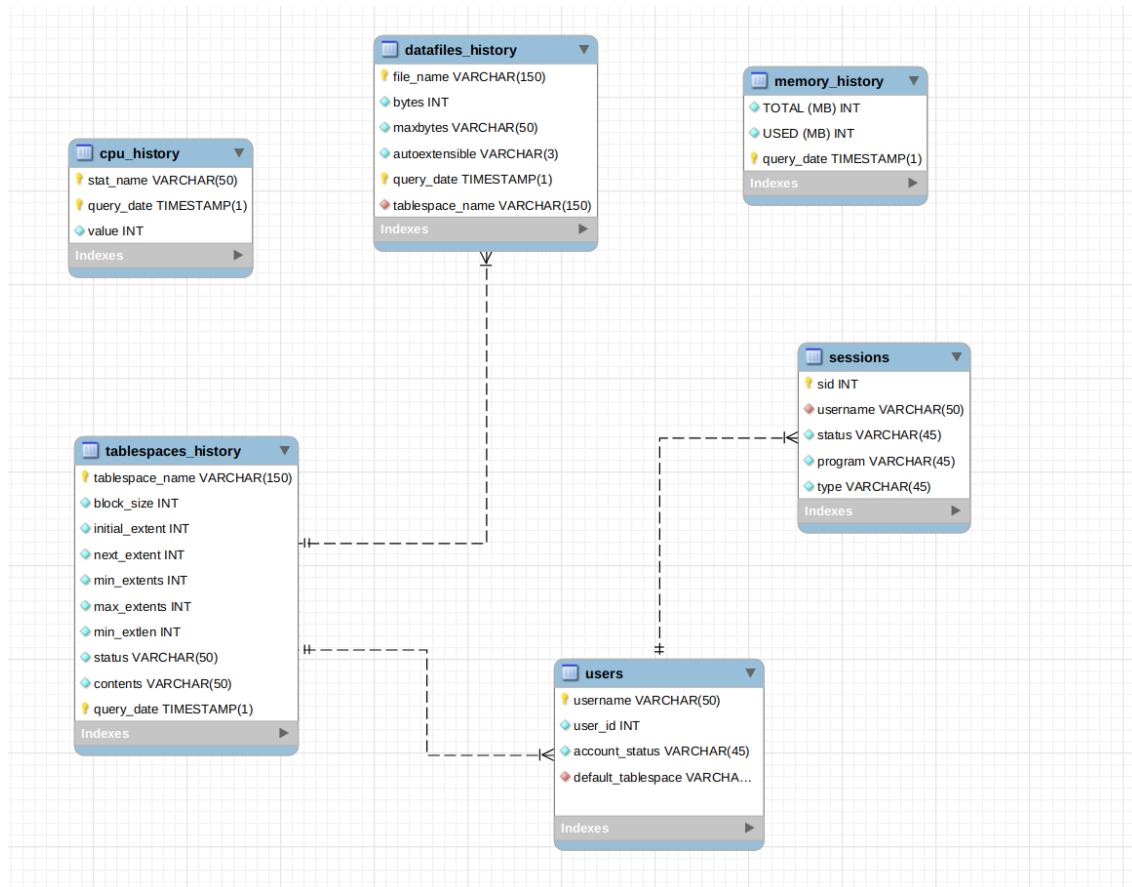 datafiles_history
file_name VARCHAR(150)
bytes INT
maxbytes VARCHAR(50)
autoextensible VARCHAR(3)
query_date TIMESTAMP(1)
tablespace_name VARCHAR(150)
Indexes
memory_history
TOTAL (MB) INT
USED (MB) INT
query_date TIMESTAMP(1)
Indexes
cpu_history
stat_name VARCHAR(50)
query_date TIMESTAMP(1)
value INT
Indexes
sessions
sid INT
username VARCHAR(50)
status VARCHAR(45)
program VARCHAR(45)
type VARCHAR(45)
Indexes
tablespaces_history
tablespace_name VARCHAR(150)
block_size INT
initial_extent INT
next_extent INT
min_extents INT
max_extents INT
min_extlen INT
status VARCHAR(50)
contents VARCHAR(50)
query_date TIMESTAMP(1)
Indexes
users
username VARCHAR(50)
user_id INT
account_status VARCHAR(45)
default_tablespace VARCHA...
Indexes